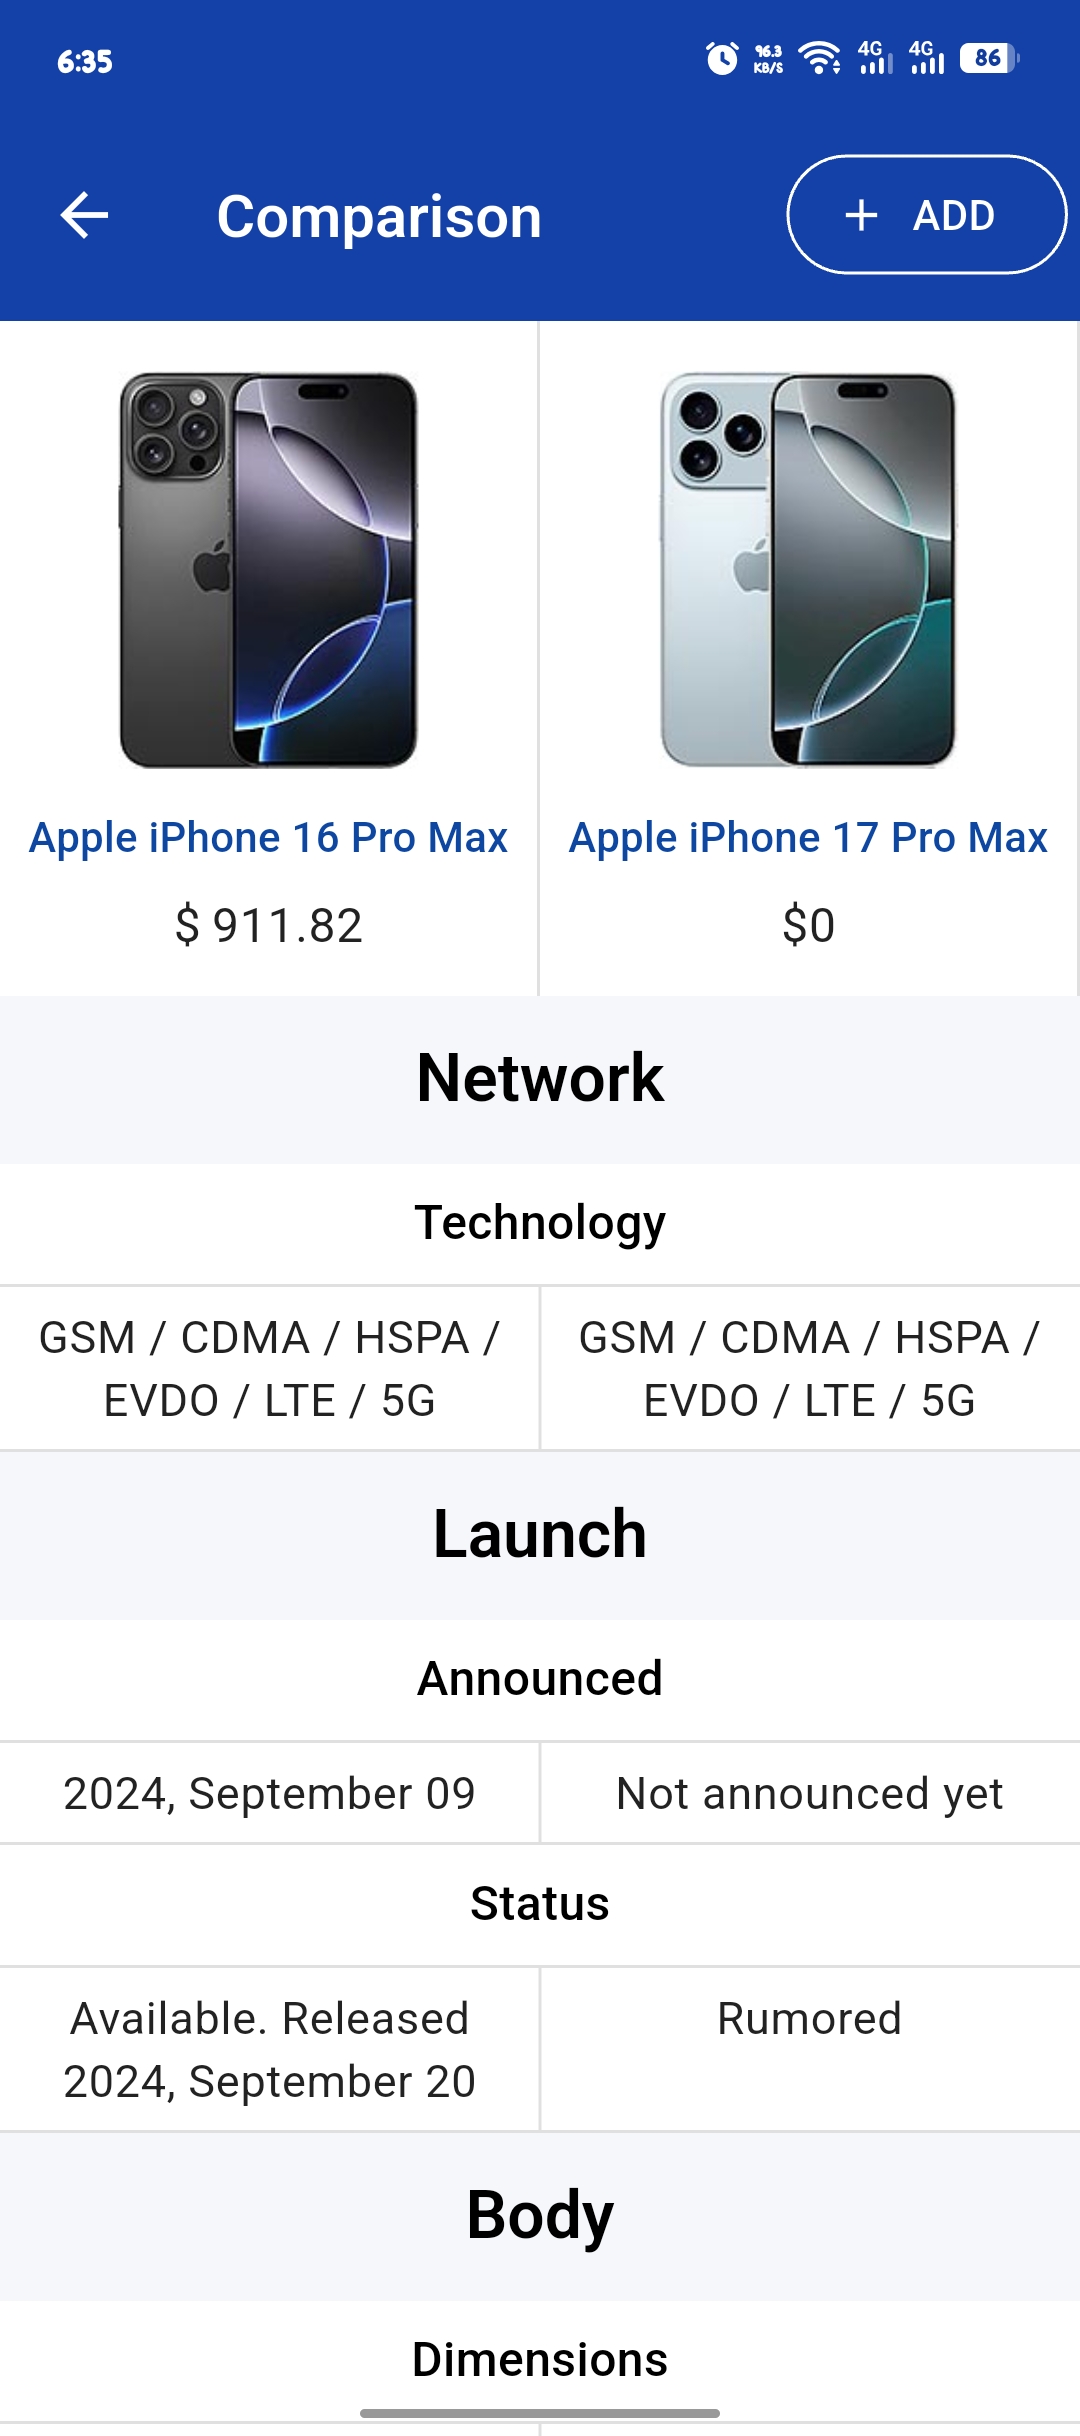 6:35
96.3
KB/S
4G
4G
86
Comparison
+ ADD
Apple iPhone 16 Pro Max
Apple iPhone 17 Pro Max
$ 911.82
$0
Network
Technology
GSM / CDMA / HSPA /
EVDO / LTE / 5G
GSM / CDMA / HSPA /
EVDO / LTE / 5G
Launch
Announced
2024, September 09
Not announced yet
Status
Available. Released
2024, September 20
Rumored
Body
Dimensions